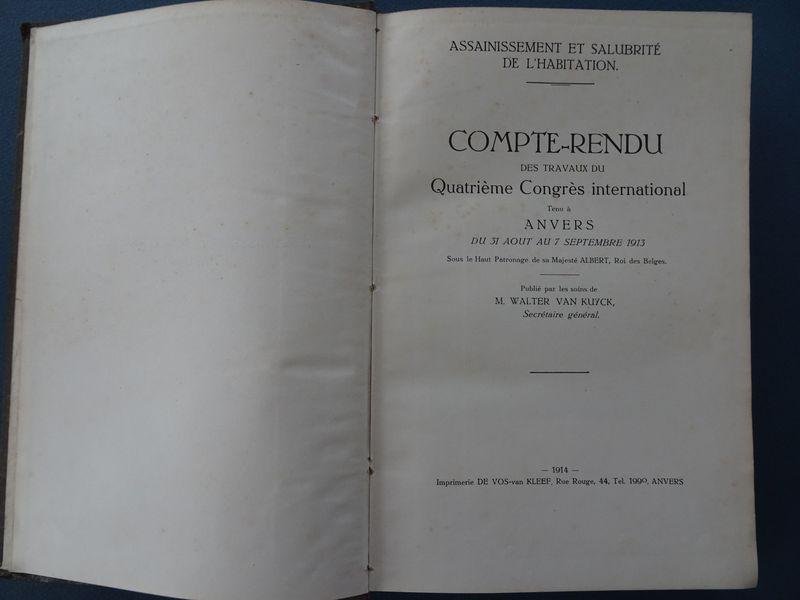 ASSAINISSEMENT ET SALUBRITÉ
DE L'HABITATION.
COMPTE-RENDU
DES TRAVAUX DU
Quatrième Congrès international
Tenu à
ANVERS
DU 31 AOUT AU 7 SEPTEMBRE 1913
Sous le Haut Patronage de sa Majesté ALBERT, Roi des Belges.
Publié par les soins de
M. WALTER VAN KUYCK,
Secrétaire général.
— 1914 —
Imprimerie DE VOS-van KLEEF, Rue Rouge, 44, Tel. 1990, ANVERS